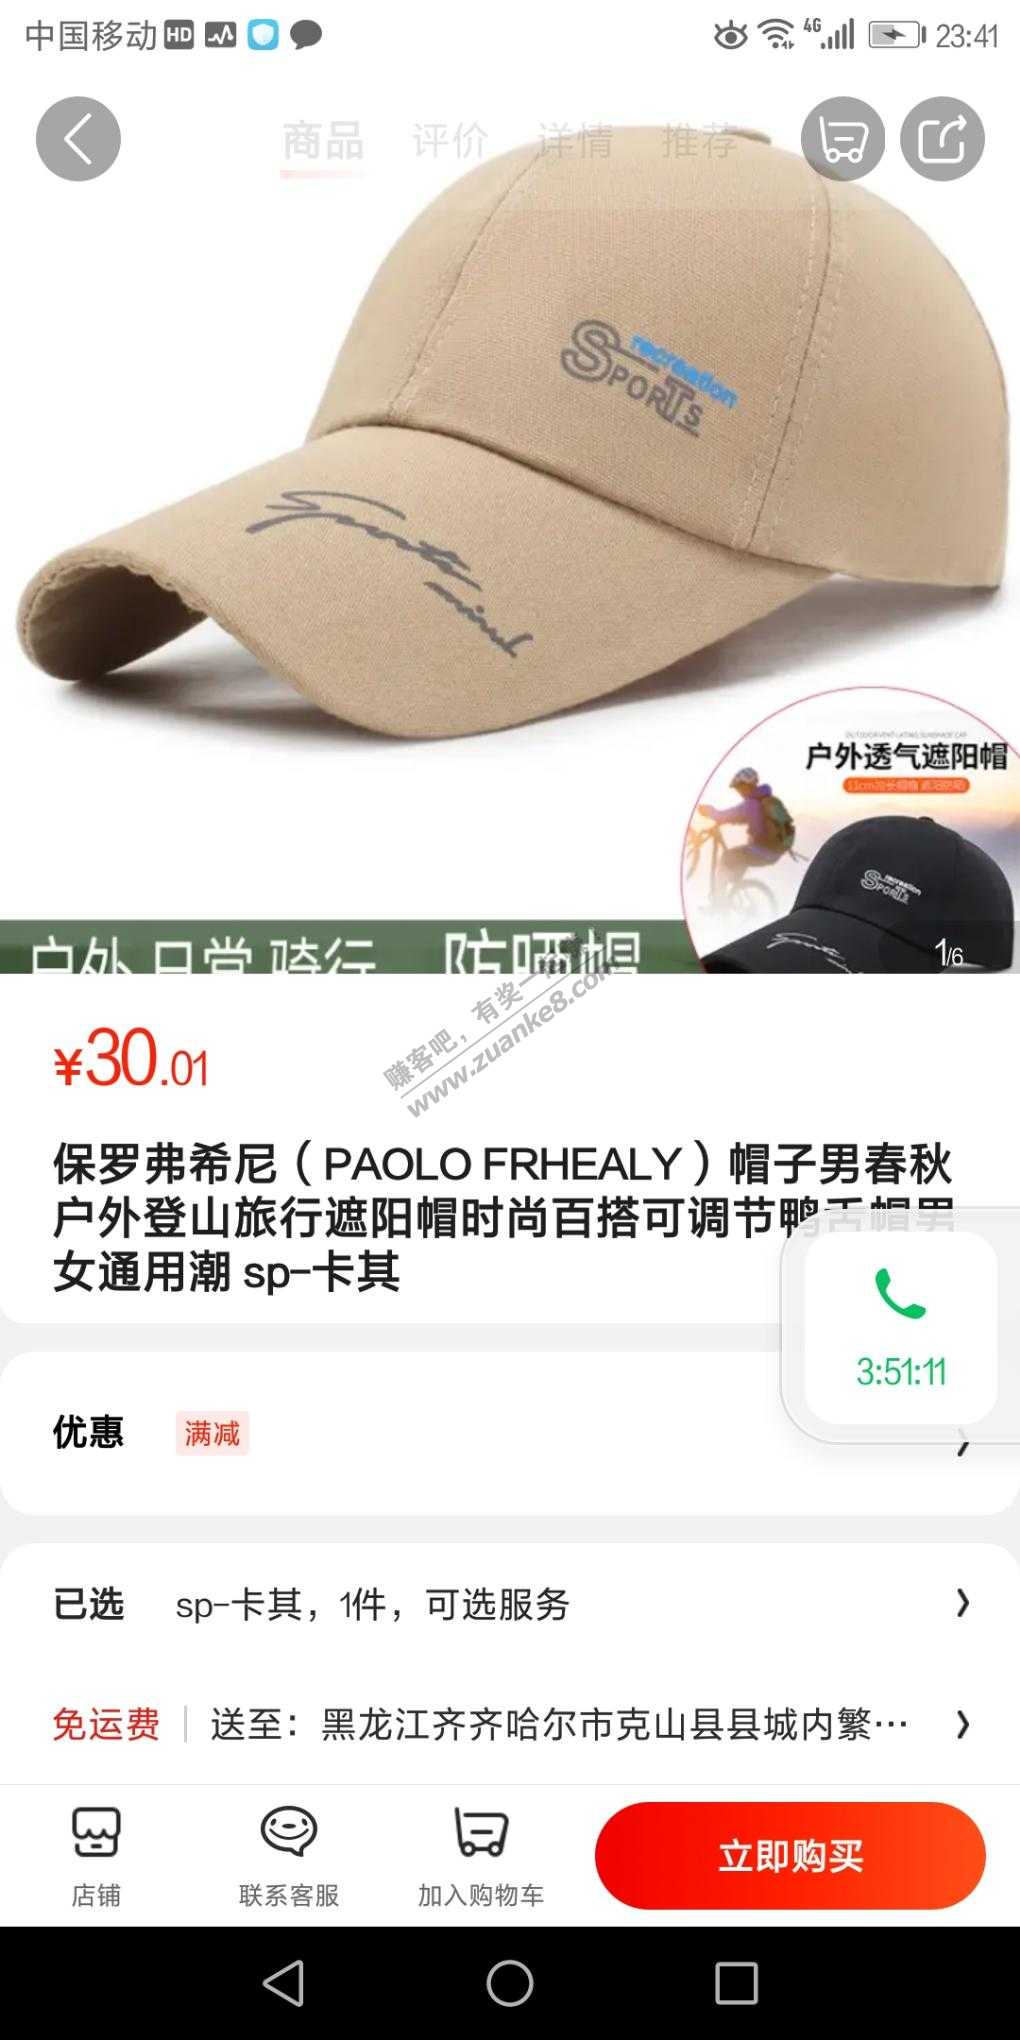 中国移动 HD 4G 23:41
商品 评价 详情 推荐
recreation
SPORTS
户外透气遮阳帽
recreation
SPORTS
户外 日常 骑行 防晒帽
1/6
赚客吧，有奖一起赚
www.zuanke8.com
¥30.01
保罗弗希尼（PAOLO FRHEALY）帽子男春秋
户外登山旅行遮阳帽时尚百搭可调节鸭舌帽男
女通用潮 sp-卡其
3:51:11
优惠 满减
已选 sp-卡其，1件，可选服务
免运费 送至：黑龙江齐齐哈尔市克山县县城内繁…
店铺 联系客服 加入购物车 立即购买